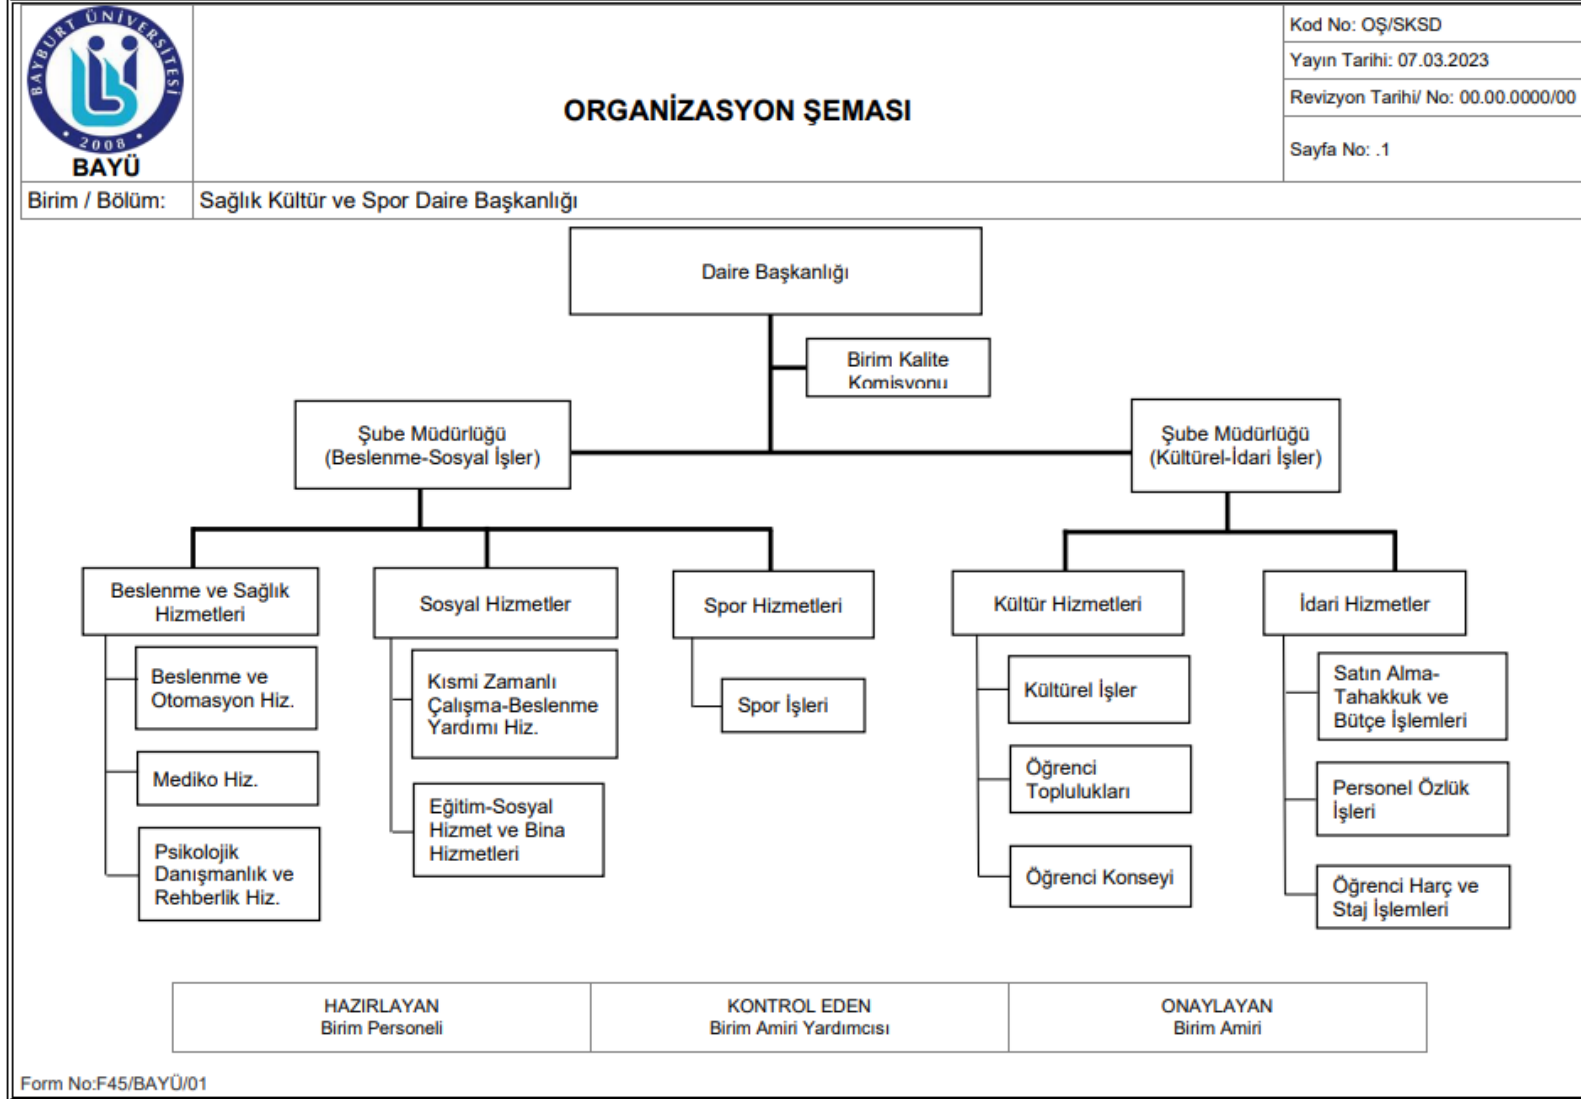 BAYBURT ÜNİVERSİTESİ
2008
BAYÜ
ORGANİZASYON ŞEMASI
Kod No: OŞ/SKSD
Yayın Tarihi: 07.03.2023
Revizyon Tarihi/ No: 00.00.0000/00
Sayfa No: .1
Birim / Bölüm:
Sağlık Kültür ve Spor Daire Başkanlığı
Daire Başkanlığı
Birim Kalite
Komisyonu
Şube Müdürlüğü
(Beslenme-Sosyal İşler)
Şube Müdürlüğü
(Kültürel-İdari İşler)
Beslenme ve Sağlık
Hizmetleri
Sosyal Hizmetler
Spor Hizmetleri
Kültür Hizmetleri
İdari Hizmetler
Beslenme ve
Otomasyon Hiz.
Mediko Hiz.
Psikolojik
Danışmanlık ve
Rehberlik Hiz.
Kısmi Zamanlı
Çalışma-Beslenme
Yardımı Hiz.
Eğitim-Sosyal
Hizmet ve Bina
Hizmetleri
Spor İşleri
Kültürel İşler
Öğrenci
Toplulukları
Öğrenci Konseyi
Satın Alma-
Tahakkuk ve
Bütçe İşlemleri
Personel Özlük
İşleri
Öğrenci Harç ve
Staj İşlemleri
HAZIRLAYAN
Birim Personeli
KONTROL EDEN
Birim Amiri Yardımcısı
ONAYLAYAN
Birim Amiri
Form No:F45/BAYÜ/01